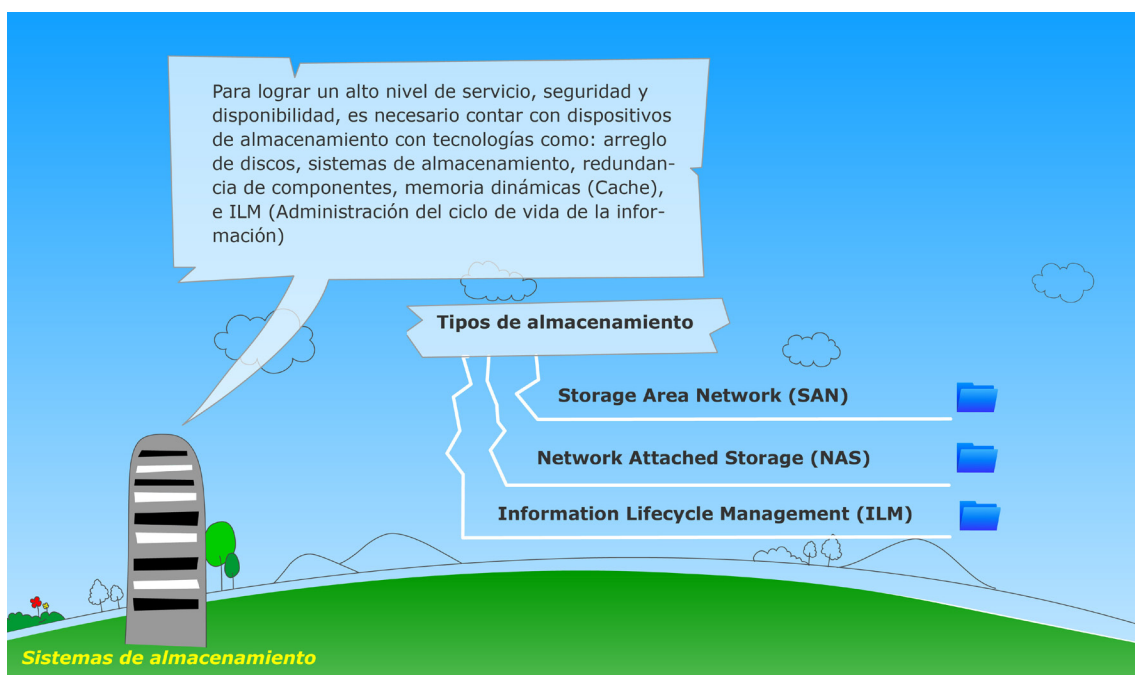 Para lograr un alto nivel de servicio, seguridad y
disponibilidad, es necesario contar con dispositivos
de almacenamiento con tecnologías como: arreglo
de discos, sistemas de almacenamiento, redundan-
cia de componentes, memoria dinámicas (Cache),
e ILM (Administración del ciclo de vida de la infor-
mación)
Tipos de almacenamiento
Storage Area Network (SAN)
Network Attached Storage (NAS)
Information Lifecycle Management (ILM)
Sistemas de almacenamiento